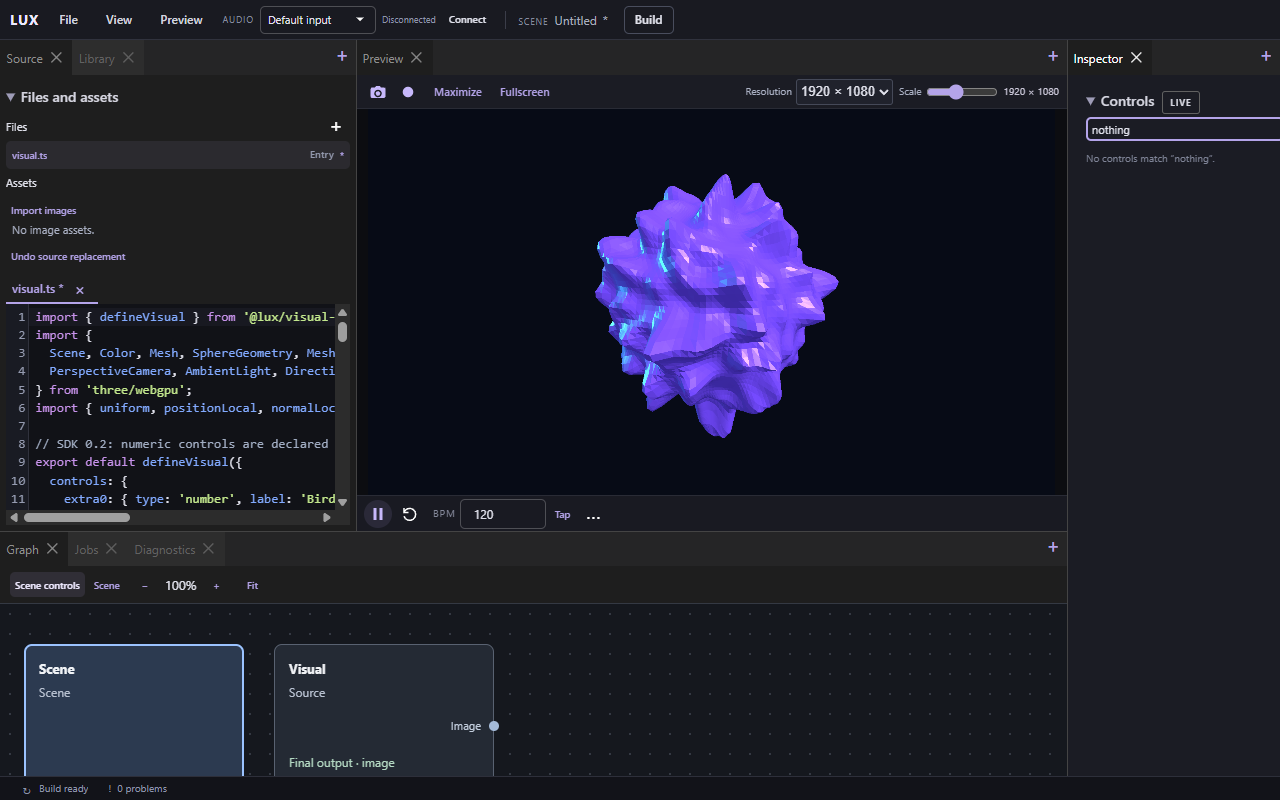 LUX File View Preview AUDIO Default input Disconnected Connect SCENE Untitled * Build
Source Library +
Preview +
Inspector +
Files and assets
Files +
visual.ts Entry *
Assets
Import images
No image assets.
Undo source replacement
visual.ts *
1 import { defineVisual } from '@lux/visual-
2 import {
3 Scene, Color, Mesh, SphereGeometry, Mesh
4 PerspectiveCamera, AmbientLight, Directi
5 } from 'three/webgpu';
6 import { uniform, positionLocal, normalLoc
7
8 // SDK 0.2: numeric controls are declared
9 export default defineVisual({
10 controls: {
11 extra0: { type: 'number', label: 'Bird
Maximize Fullscreen Resolution 1920 × 1080 Scale 1920 × 1080
BPM 120 Tap ...
Controls LIVE
nothing
No controls match “nothing”.
Graph Jobs Diagnostics +
Scene controls Scene − 100% + Fit
Scene
Scene
Visual
Source
Image
Final output · image
Build ready ! 0 problems